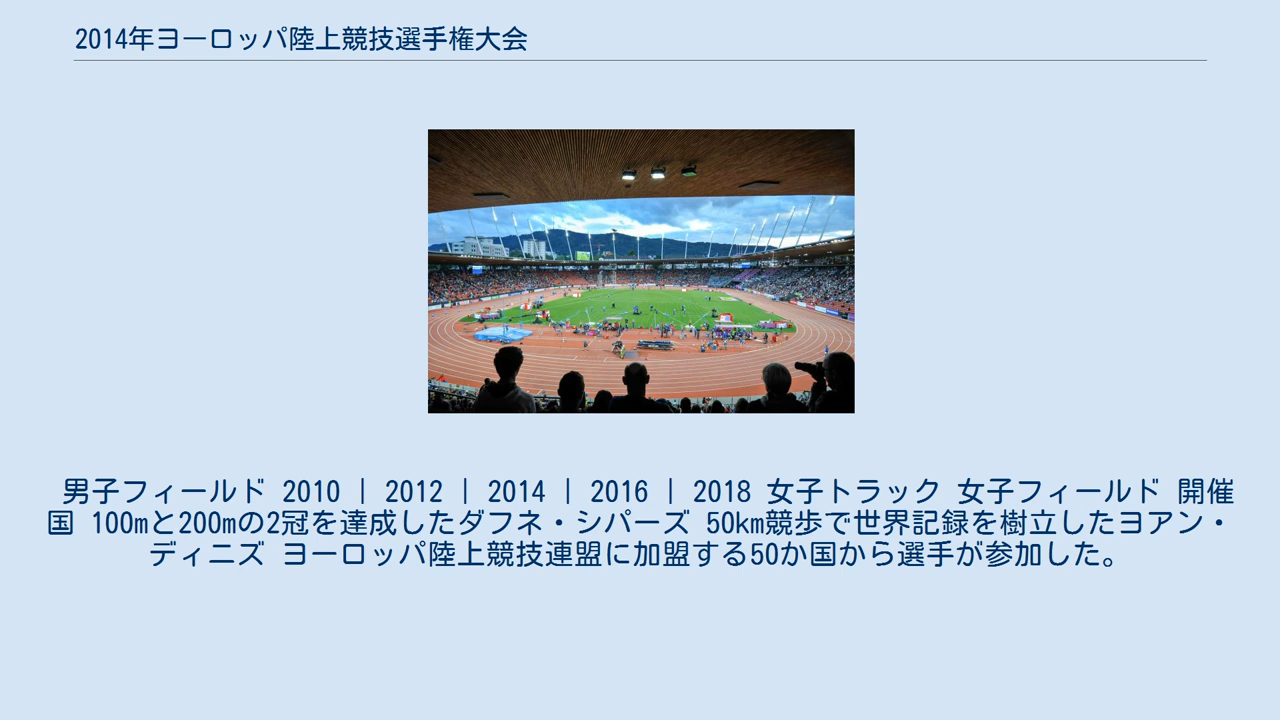 2014年ヨーロッパ陸上競技選手権大会
男子フィールド 2010 | 2012 | 2014 | 2016 | 2018 女子トラック 女子フィールド 開催
国 100mと200mの2冠を達成したダフネ・シパーズ 50km競歩で世界記録を樹立したヨアン・
ディニズ ヨーロッパ陸上競技連盟に加盟する50か国から選手が参加した。